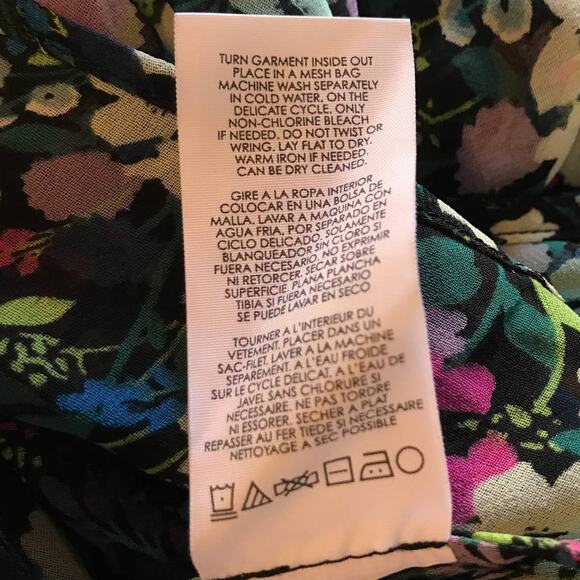 TURN GARMENT INSIDE OUT
PLACE IN A MESH BAG
MACHINE WASH SEPARATELY
IN COLD WATER, ON THE
DELICATE CYCLE. ONLY
NON-CHLORINE BLEACH
IF NEEDED. DO NOT TWIST OR
WRING. LAY FLAT TO DRY.
WARM IRON IF NEEDED.
CAN BE DRY CLEANED.
GIRE A LA ROPA INTERIOR
COLOCAR EN UNA BOLSA DE
MALLA. LAVAR A MAQUINA CON
AGUA FRIA, POR SEPARADO EN
CICLO DELICADO. SOLAMENTE
BLANQUEADOR SIN CLORO SI
FUERA NECESARIO. NO EXPRIMIR
NI RETORCER. SECAR SOBRE
SUPERFICIE. PLANA PLANCHA
TIBIA SI FUERA NECESARIO
SE PUEDE LAVAR EN SECO
TOURNER A L'INTERIEUR DU
VETEMENT, PLACER DANS UN
SAC-FILET. LAVER A LA MACHINE
SEPAREMENT. A L'EAU FROIDE
SUR LE CYCLE DELICAT. A L'EAU DE
JAVEL SANS CHLORURE SI
NECESSAIRE. NE PAS TORDRE
NI ESSORER. SECHER A PLAT
REPASSER AU FER TIEDE SI NECESSAIRE
NETTOYAGE A SEC POSSIBLE